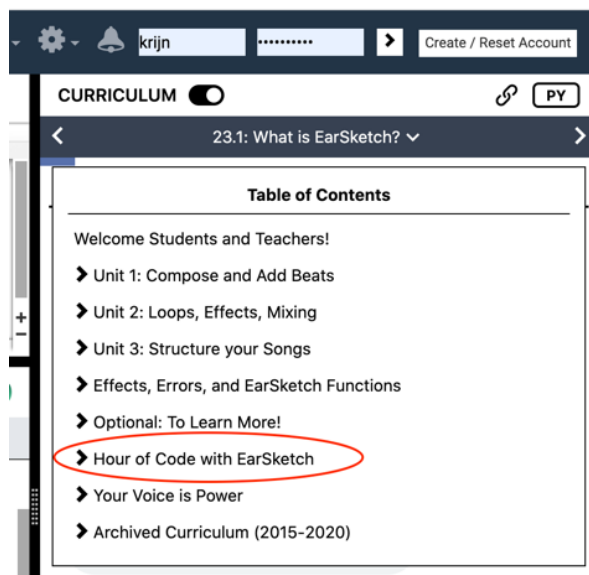 krijn •••••••••• Create / Reset Account
CURRICULUM PY
23.1: What is EarSketch?
Table of Contents
Welcome Students and Teachers!
Unit 1: Compose and Add Beats
Unit 2: Loops, Effects, Mixing
Unit 3: Structure your Songs
Effects, Errors, and EarSketch Functions
Optional: To Learn More!
Hour of Code with EarSketch
Your Voice is Power
Archived Curriculum (2015-2020)